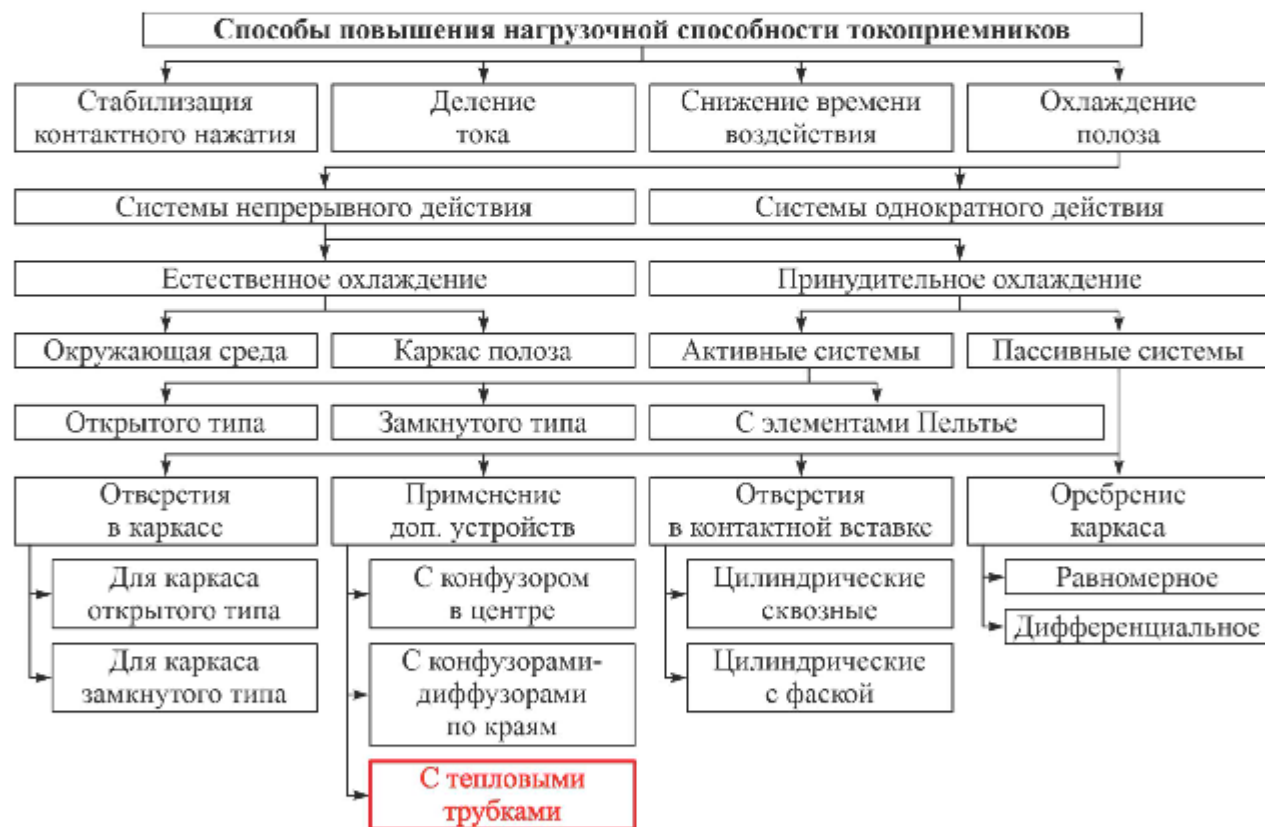 Способы повышения нагрузочной способности токоприемников
Стабилизация
контактного нажатия
Деление
тока
Снижение времени
воздействия
Охлаждение
полоза
Системы непрерывного действия
Системы однократного действия
Естественное охлаждение
Принудительное охлаждение
Окружающая среда
Каркас полоза
Активные системы
Пассивные системы
Открытого типа
Замкнутого типа
С элементами Пельтье
Отверстия
в каркасе
Применение
доп. устройств
Отверстия
в контактной вставке
Оребрение
каркаса
Для каркаса
открытого типа
Для каркаса
замкнутого типа
С конфузором
в центре
С конфузорами-
диффузорами
по краям
С тепловыми
трубками
Цилиндрические
сквозные
Цилиндрические
с фаской
Равномерное
Дифференциальное